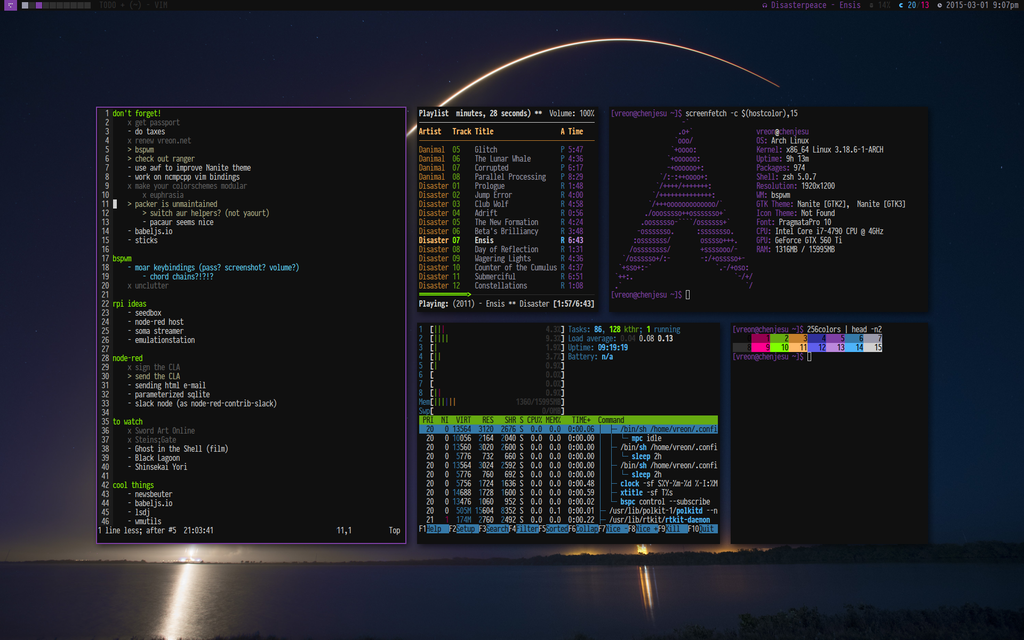 TODO + (~) - VIM
Disasterpeace - Ensis 14% 20/13 2015-03-01 9:07pm
1 don't forget!
2 x get passport
3 - do taxes
4 x renew vreon.net
5 > bspwm
6 > check out ranger
7 - use awf to improve Nanite theme
8 - work on ncmpcpp vim bindings
9 x make your colorschemes modular
10 x euphrasia
11 > packer is unmaintained
12 > switch aur helpers? (not yaourt)
13 - pacaur seems nice
14 - babeljs.io
15 - sticks
16
17 bspwm
18 - moar keybindings (pass? screenshot? volume?)
19 - chord chains?!?!?
20 x unclutter
21
22 rpi ideas
23 - seedbox
24 - node-red host
25 - soma streamer
26 - emulationstation
27
28 node-red
29 x sign the CLA
30 > send the CLA
31 - sending html e-mail
32 - parameterized sqlite
33 - slack node (as node-red-contrib-slack)
34
35 to watch
36 x Sword Art Online
37 x Steins;Gate
38 - Ghost in the Shell (film)
39 - Black Lagoon
40 - Shinsekai Yori
41
42 cool things
43 - newsbeuter
44 - babeljs.io
45 - lsdj
46 - wmutils
1 line less; after #5 21:03:41 11,1 Top
Playlist minutes, 28 seconds) ** Volume: 100%
Artist Track Title A Time
Danimal 05 Glitch P 5:47
Danimal 06 The Lunar Whale P 4:36
Danimal 07 Corrupted P 6:17
Danimal 08 Parallel Processing P 8:29
Disaster 01 Prologue R 1:48
Disaster 02 Jump Error R 4:00
Disaster 03 Club Wolf R 4:58
Disaster 04 Adrift R 0:56
Disaster 05 The New Formation R 4:24
Disaster 06 Beta's Brilliancy R 3:48
Disaster 07 Ensis R 6:43
Disaster 08 Day of Reflection R 1:31
Disaster 09 Wagering Lights R 4:36
Disaster 10 Counter of the Cumulus R 4:37
Disaster 11 Submerciful R 6:51
Disaster 12 Constellations R 1:08
Playing: (2011) - Ensis ** Disaster [1:57/6:43]
[vreon@chenjesu ~]$ screenfetch -c $(hostcolor),15
vreon@chenjesu
OS: Arch Linux
Kernel: x86_64 Linux 3.18.6-1-ARCH
Uptime: 9h 13m
Packages: 974
Shell: zsh 5.0.7
Resolution: 1920x1200
WM: bspwm
GTK Theme: Nanite [GTK2], Nanite [GTK3]
Icon Theme: Not Found
Font: PragmataPro 10
CPU: Intel Core i7-4790 CPU @ 4GHz
GPU: GeForce GTX 560 Ti
RAM: 1316MB / 15995MB
[vreon@chenjesu ~]$
Tasks: 86, 128 kthr; 1 running
Load average: 0.04 0.08 0.13
Uptime: 09:19:19
Battery: n/a
Mem 1360/15995MB
Swp 0/0MB
PRI NI VIRT RES SHR S CPU% MEM% TIME+ Command
20 0 13564 3120 2676 S 0.0 0.0 0:00.06 /bin/sh /home/vreon/.confi
20 0 10056 2164 2040 S 0.0 0.0 0:00.00 mpc idle
20 0 13560 3020 2600 S 0.0 0.0 0:00.00 /bin/sh /home/vreon/.confi
20 0 5776 732 660 S 0.0 0.0 0:00.00 sleep 2h
20 0 13564 3024 2592 S 0.0 0.0 0:00.00 /bin/sh /home/vreon/.confi
20 0 5776 760 692 S 0.0 0.0 0:00.00 sleep 2h
20 0 5756 1724 1636 S 0.0 0.0 0:00.48 clock -sf S%Y-%m-%d %-I:%M
20 0 14688 1728 1600 S 0.0 0.0 0:00.59 xtitle -sf T%s
20 0 13476 1060 952 S 0.0 0.0 0:00.02 bspc control --subscribe
20 0 505M 15604 8352 S 0.0 0.1 0:00.01 /usr/lib/polkit-1/polkitd --n
21 1 174M 2760 2492 S 0.0 0.0 0:00.22 /usr/lib/rtkit/rtkit-daemon
F1Help F2Setup F3Search F4Filter F5Sorted F6Collap F7Nice - F8Nice + F9Kill F10Quit
[vreon@chenjesu ~]$ 256colors | head -n2
1 2 3 4 5 6 7
9 10 11 12 13 14 15
[vreon@chenjesu ~]$